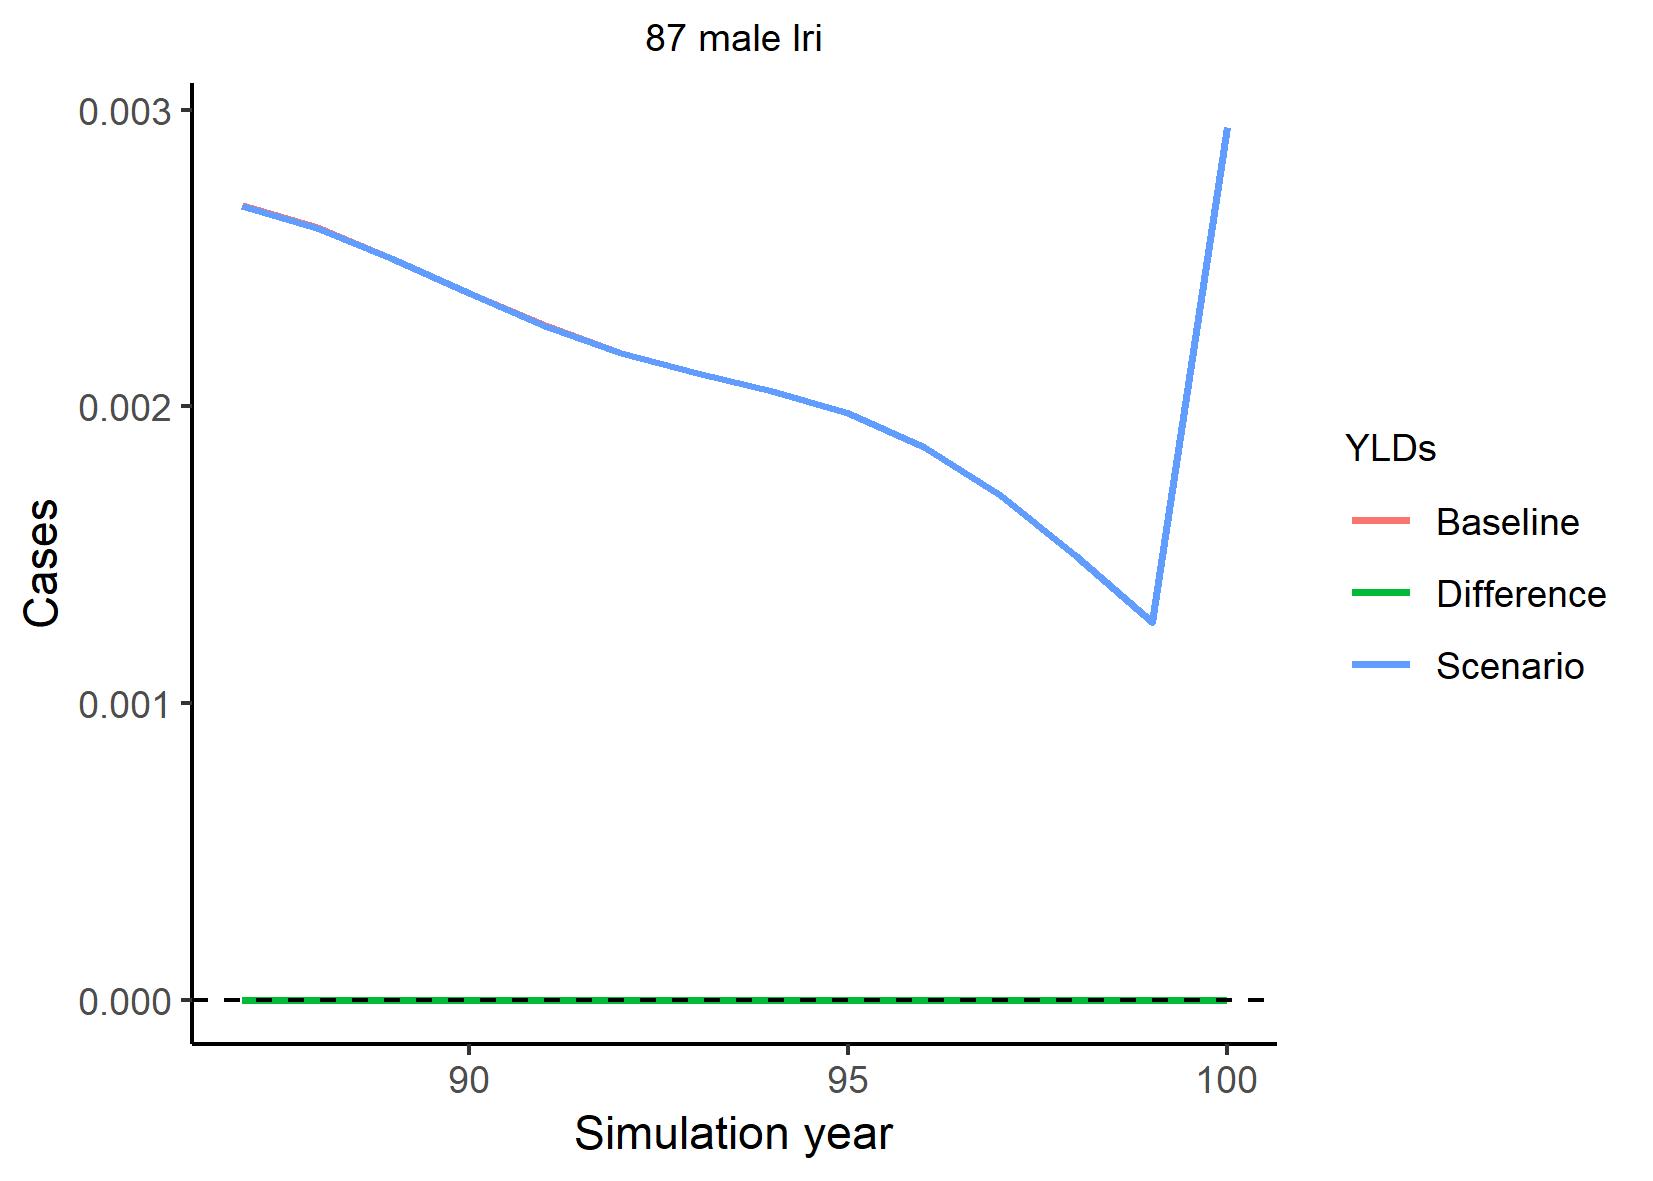 87 male lri
0.003
0.002
0.001
0.000
Cases
90
95
100
Simulation year
YLDs
Baseline
Difference
Scenario